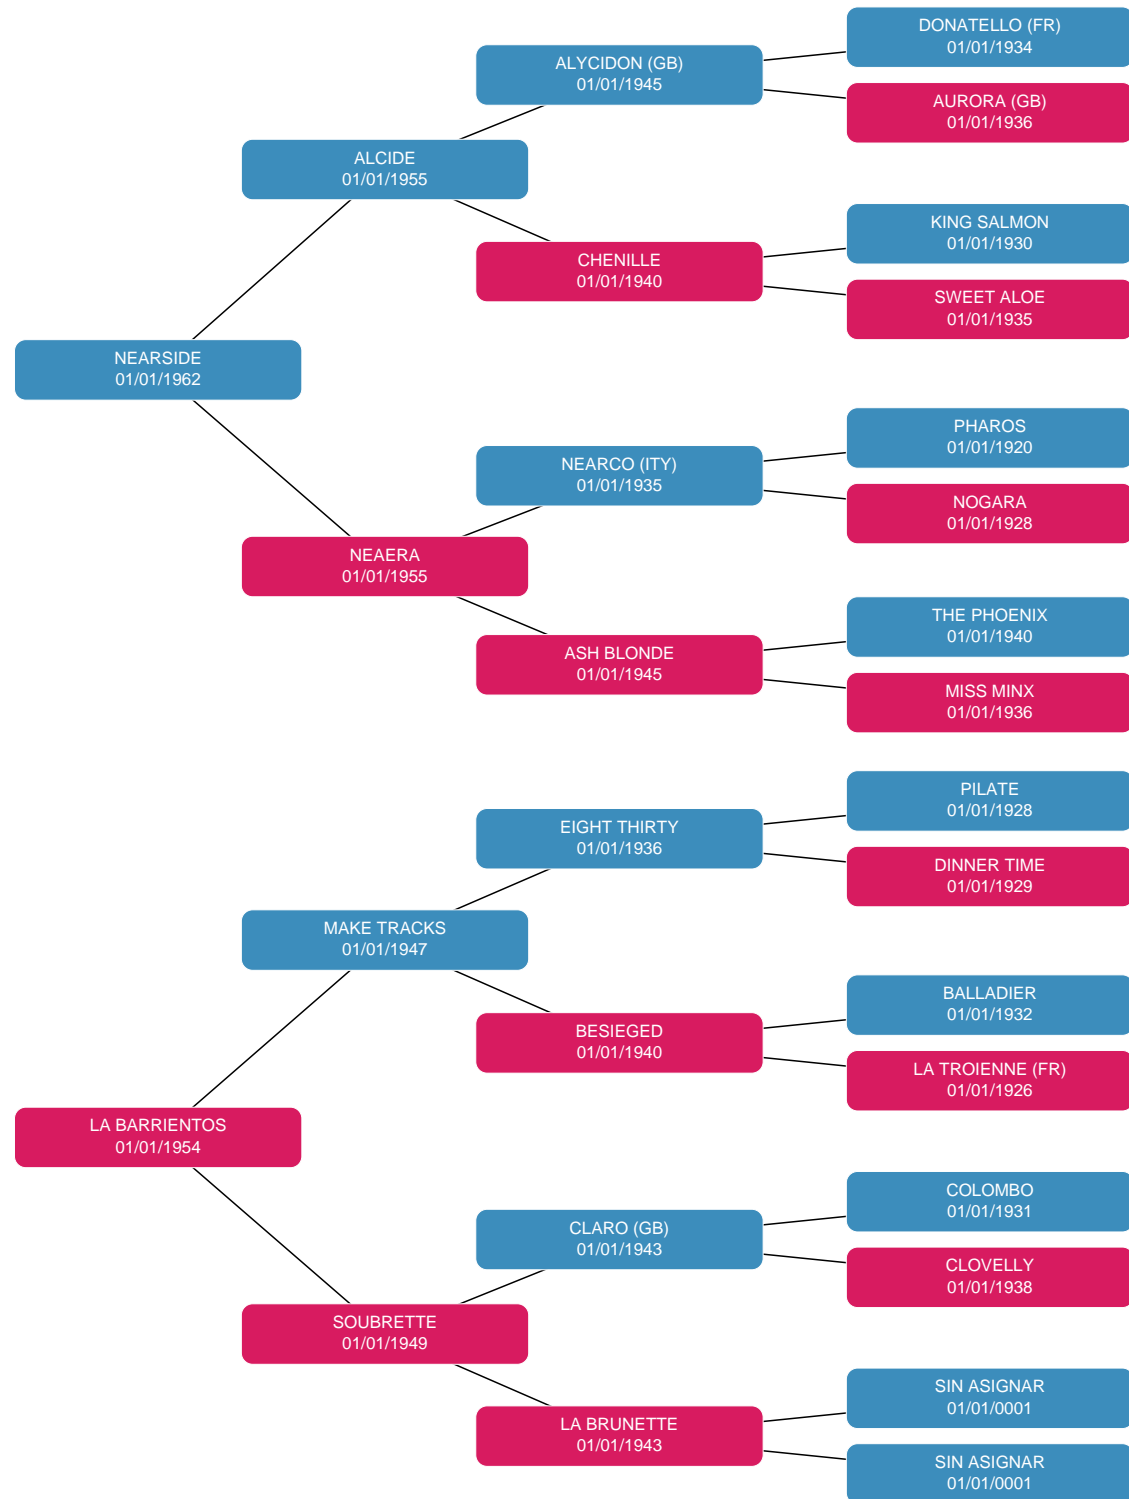 DONATELLO (FR)
01/01/1934
ALYCIDON (GB)
01/01/1945
AURORA (GB)
01/01/1936
ALCIDE
01/01/1955
KING SALMON
01/01/1930
CHENILLE
01/01/1940
SWEET ALOE
01/01/1935
NEARSIDE
01/01/1962
PHAROS
01/01/1920
NEARCO (ITY)
01/01/1935
NOGARA
01/01/1928
NEAERA
01/01/1955
THE PHOENIX
01/01/1940
ASH BLONDE
01/01/1945
MISS MINX
01/01/1936
PILATE
01/01/1928
EIGHT THIRTY
01/01/1936
DINNER TIME
01/01/1929
MAKE TRACKS
01/01/1947
BALLADIER
01/01/1932
BESIEGED
01/01/1940
LA TROIENNE (FR)
01/01/1926
LA BARRIENTOS
01/01/1954
COLOMBO
01/01/1931
CLARO (GB)
01/01/1943
CLOVELLY
01/01/1938
SOUBRETTE
01/01/1949
SIN ASIGNAR
01/01/0001
LA BRUNETTE
01/01/1943
SIN ASIGNAR
01/01/0001